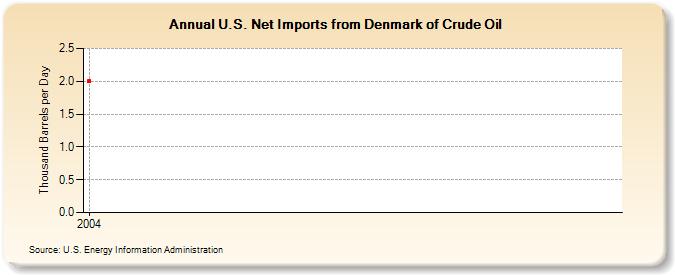 Annual U.S. Net Imports from Denmark of Crude Oil
Thousand Barrels per Day
2.5
2.0
1.5
1.0
0.5
0.0
2004
Source: U.S. Energy Information Administration